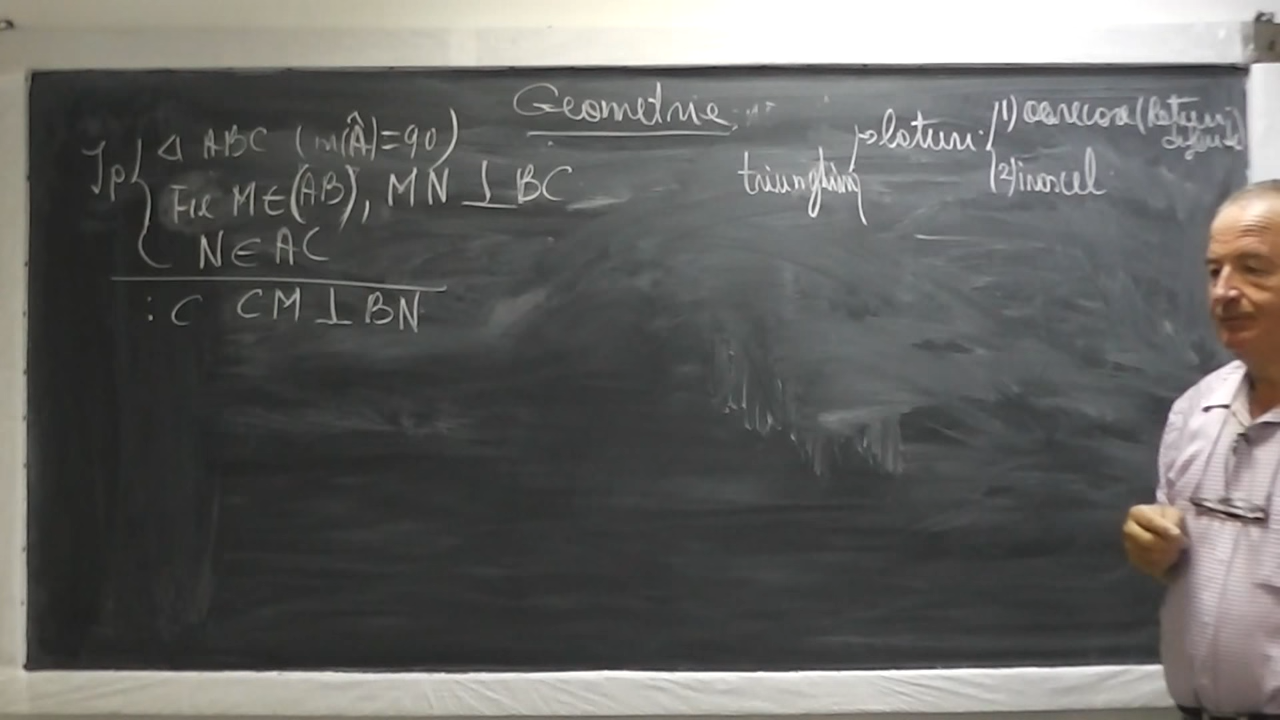 Geometrie
Ip { △ ABC (m(Â)=90)
Fie M∈(AB), MN ⊥ BC
N∈AC
:C CM ⊥ BN
triunghiuri
laturi
1) oarecare (laturi
2) isoscel